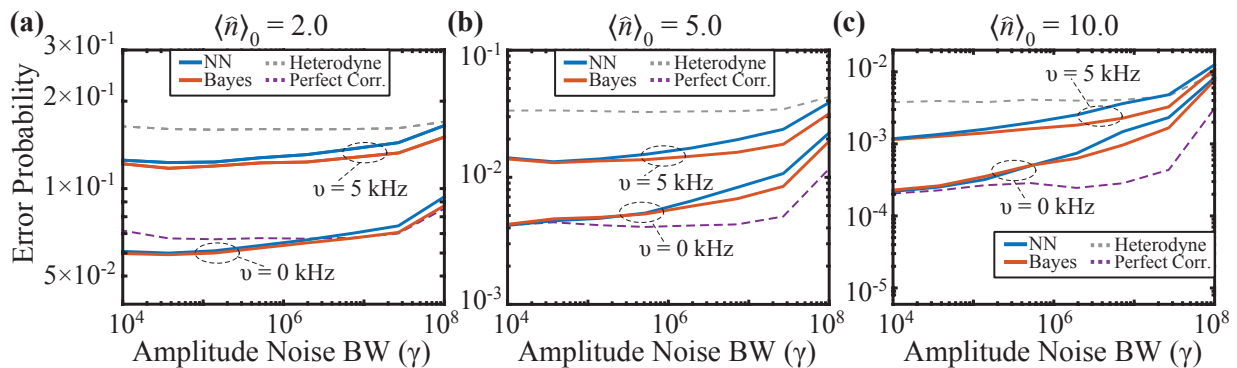 (a) ⟨n̂⟩₀ = 2.0
Error Probability
3×10⁻¹
2×10⁻¹
1×10⁻¹
5×10⁻²
NN Heterodyne
Bayes Perfect Corr.
υ = 5 kHz
υ = 0 kHz
10⁴ 10⁶ 10⁸
Amplitude Noise BW (γ)
(b) ⟨n̂⟩₀ = 5.0
10⁻¹
10⁻²
10⁻³
NN Heterodyne
Bayes Perfect Corr.
υ = 5 kHz
υ = 0 kHz
10⁴ 10⁶ 10⁸
Amplitude Noise BW (γ)
(c) ⟨n̂⟩₀ = 10.0
10⁻²
10⁻³
10⁻⁴
10⁻⁵
υ = 5 kHz
υ = 0 kHz
NN Heterodyne
Bayes Perfect Corr.
10⁴ 10⁶ 10⁸
Amplitude Noise BW (γ)